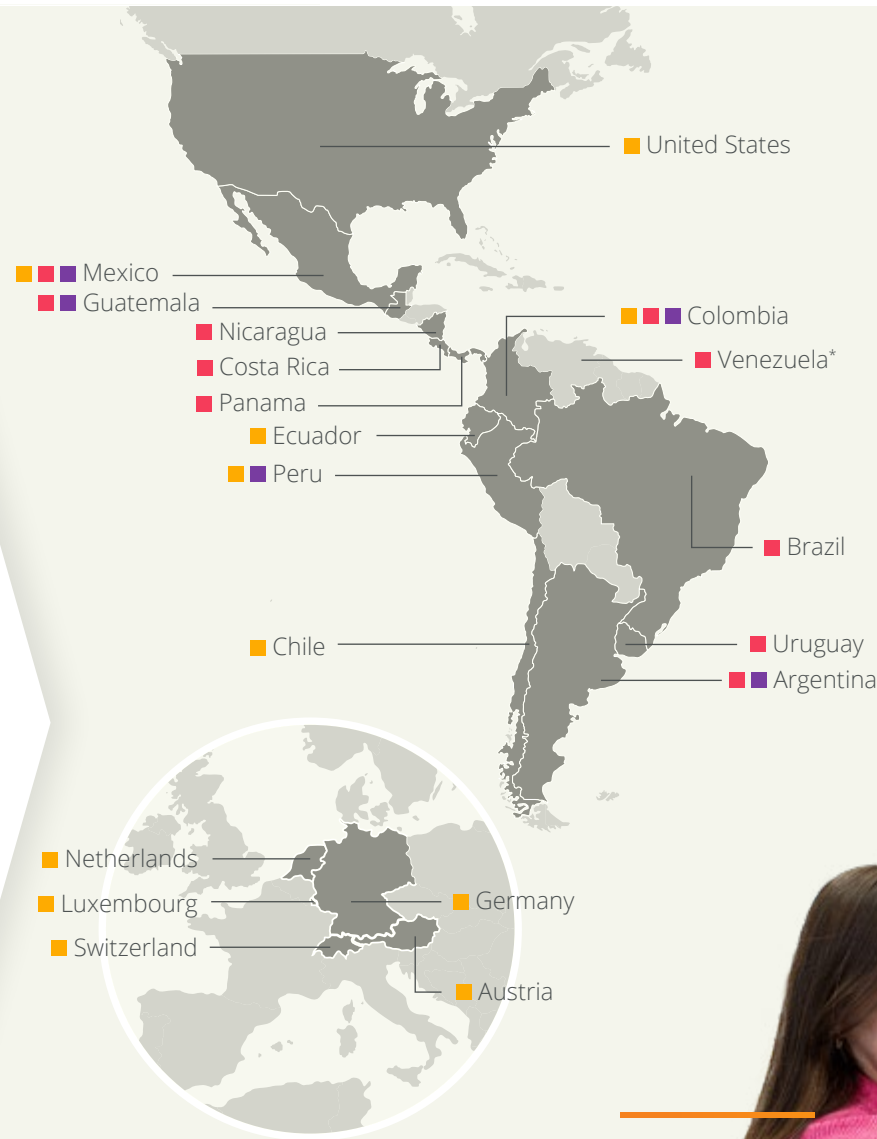 United States
Mexico
Guatemala
Nicaragua
Costa Rica
Panama
Ecuador
Peru
Colombia
Venezuela*
Brazil
Chile
Uruguay
Argentina
Netherlands
Luxembourg
Switzerland
Germany
Austria